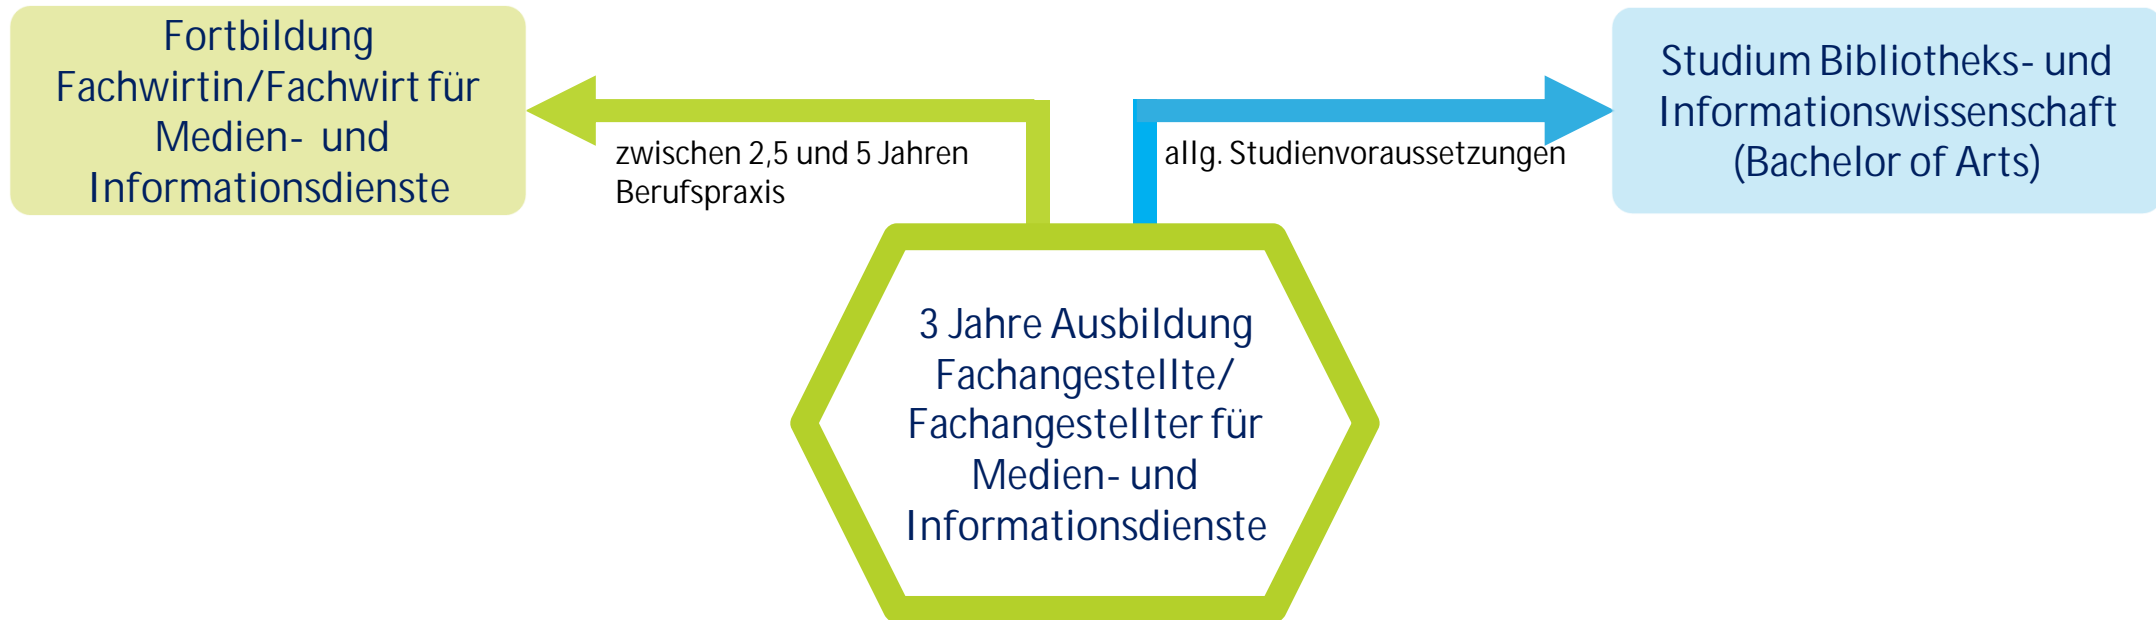 Fortbildung
Fachwirtin/Fachwirt für
Medien- und
Informationsdienste
zwischen 2,5 und 5 Jahren
Berufspraxis
allg. Studienvoraussetzungen
Studium Bibliotheks- und
Informationswissenschaft
(Bachelor of Arts)
3 Jahre Ausbildung
Fachangestellte/
Fachangestellter für
Medien- und
Informationsdienste